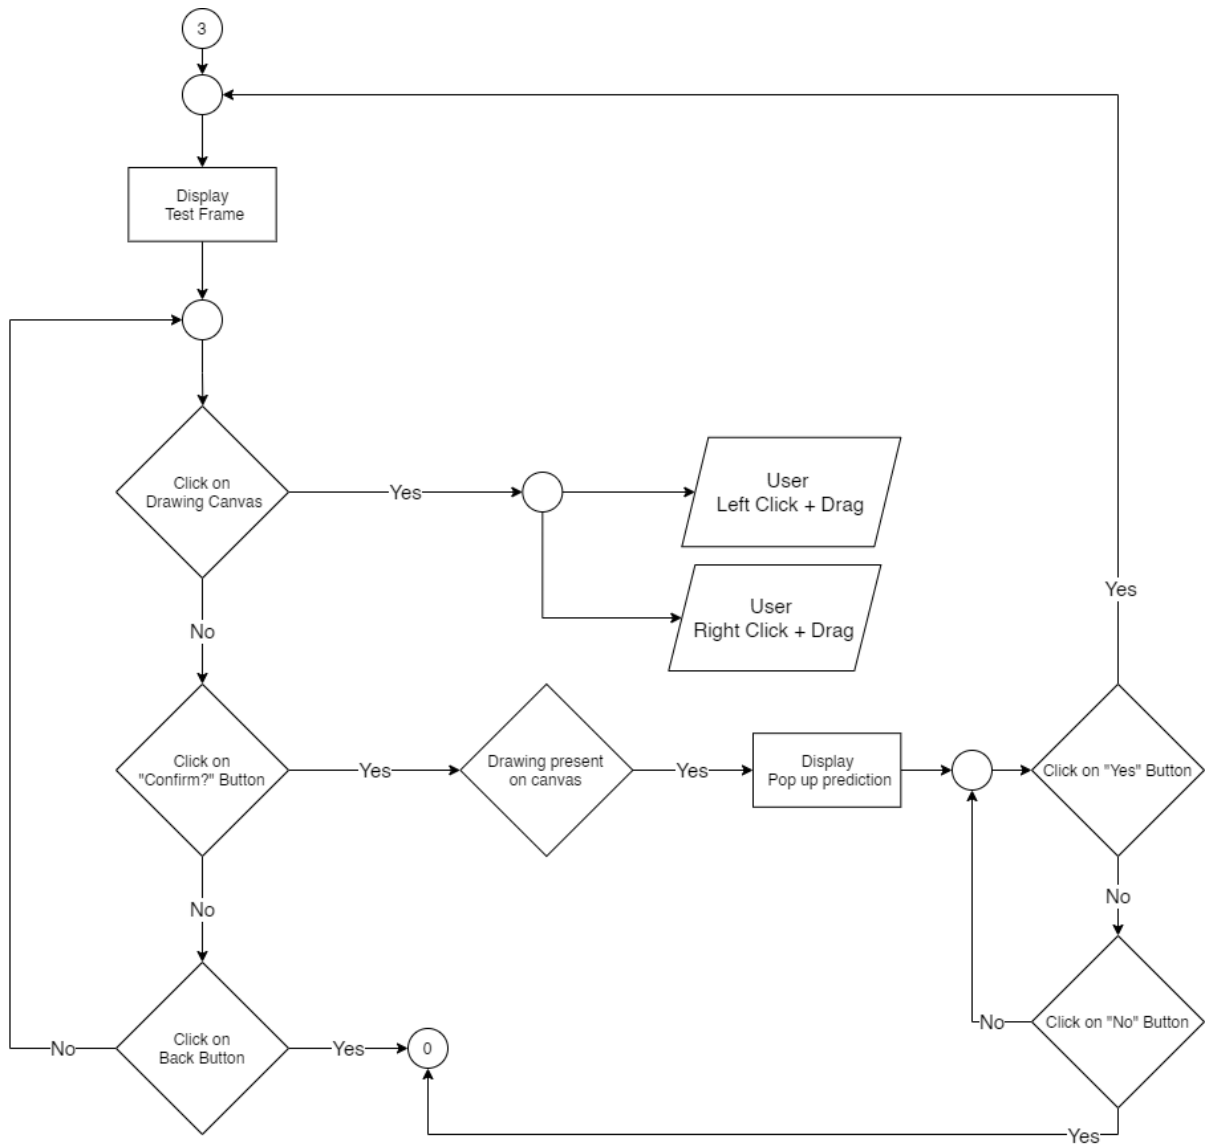 3
Display
Test Frame
Click on
Drawing Canvas
Yes
User
Left Click + Drag
User
Right Click + Drag
Yes
No
Click on
"Confirm?" Button
Yes
Drawing present
on canvas
Yes
Display
Pop up prediction
Click on "Yes" Button
No
No
Click on
Back Button
No
Yes
0
No
Click on "No" Button
Yes